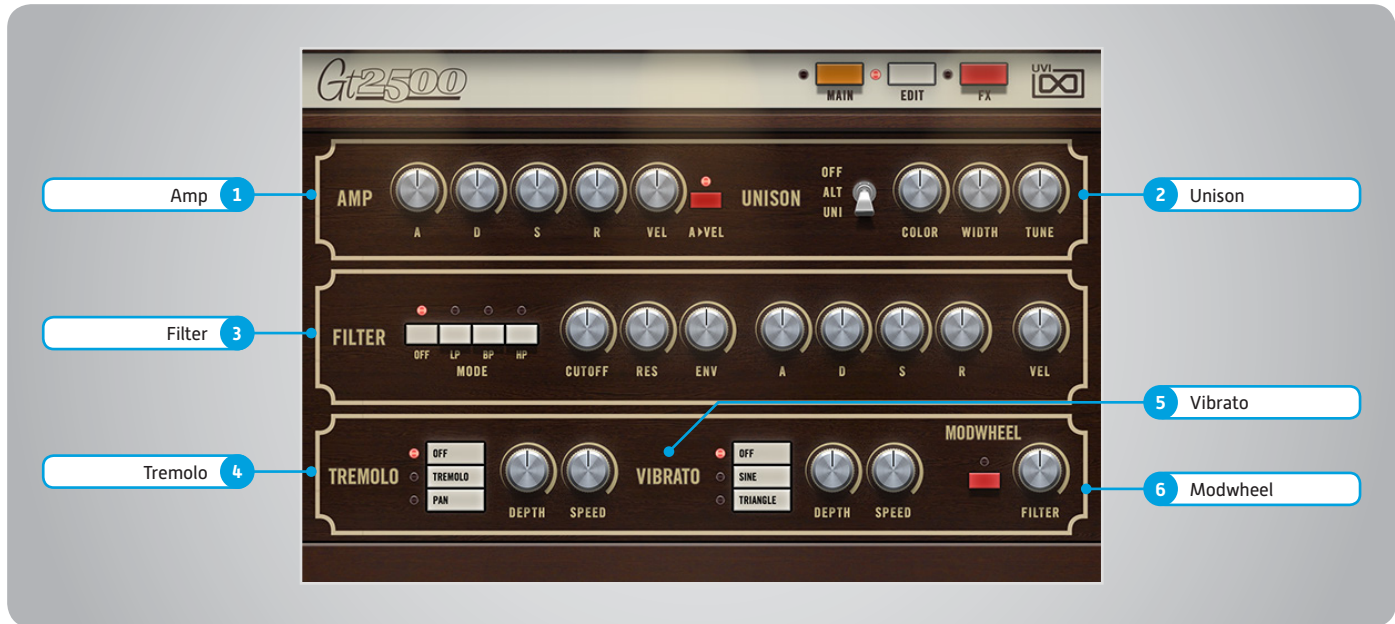 Gt2500
MAIN EDIT FX
UVI
Amp 1
AMP
A D S R VEL A▶VEL
UNISON
OFF
ALT
UNI
COLOR WIDTH TUNE
2 Unison
Filter 3
FILTER
OFF LP BP HP
MODE
CUTOFF RES ENV A D S R VEL
Tremolo 4
TREMOLO
OFF
TREMOLO
PAN
DEPTH SPEED
5 Vibrato
VIBRATO
OFF
SINE
TRIANGLE
DEPTH SPEED
MODWHEEL
FILTER
6 Modwheel